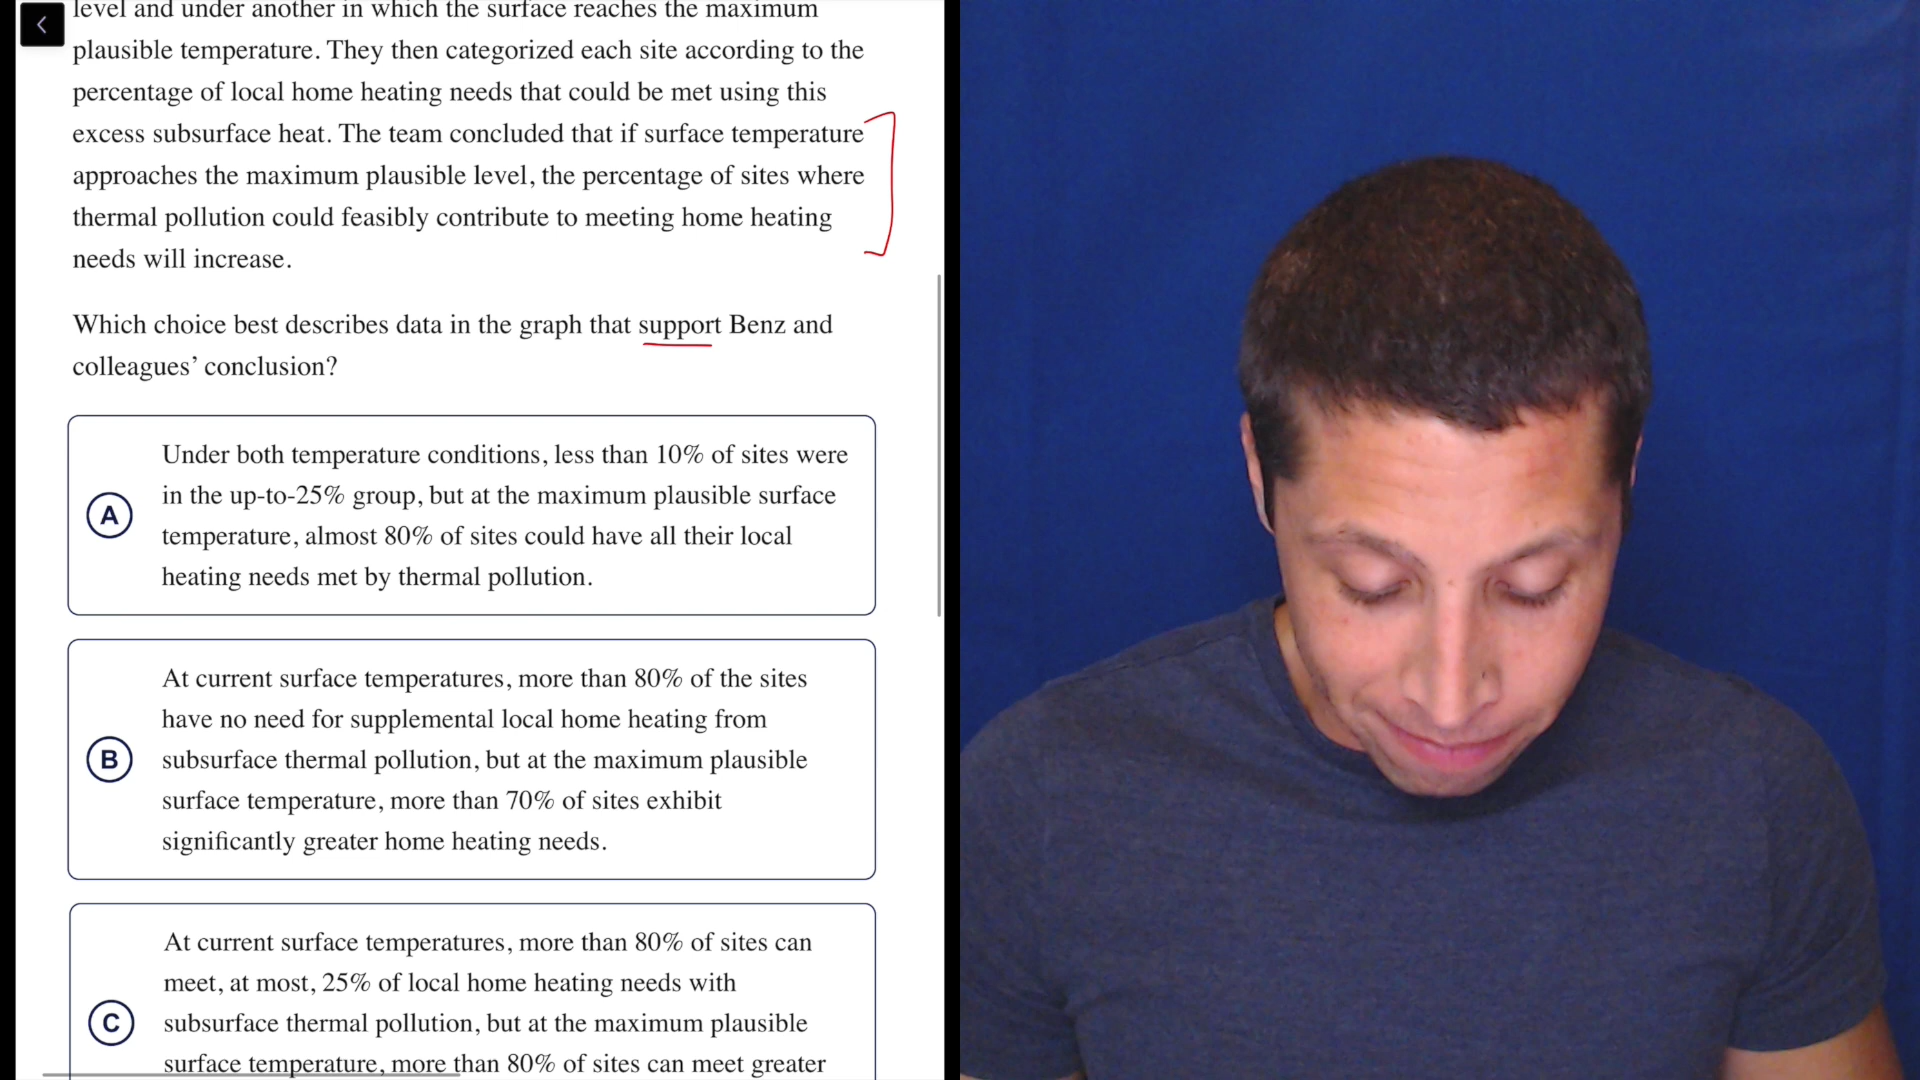 level and under another in which the surface reaches the maximum
plausible temperature. They then categorized each site according to the
percentage of local home heating needs that could be met using this
excess subsurface heat. The team concluded that if surface temperature
approaches the maximum plausible level, the percentage of sites where
thermal pollution could feasibly contribute to meeting home heating
needs will increase.
Which choice best describes data in the graph that support Benz and
colleagues’ conclusion?
A
Under both temperature conditions, less than 10% of sites were
in the up-to-25% group, but at the maximum plausible surface
temperature, almost 80% of sites could have all their local
heating needs met by thermal pollution.
B
At current surface temperatures, more than 80% of the sites
have no need for supplemental local home heating from
subsurface thermal pollution, but at the maximum plausible
surface temperature, more than 70% of sites exhibit
significantly greater home heating needs.
C
At current surface temperatures, more than 80% of sites can
meet, at most, 25% of local home heating needs with
subsurface thermal pollution, but at the maximum plausible
surface temperature, more than 80% of sites can meet greater